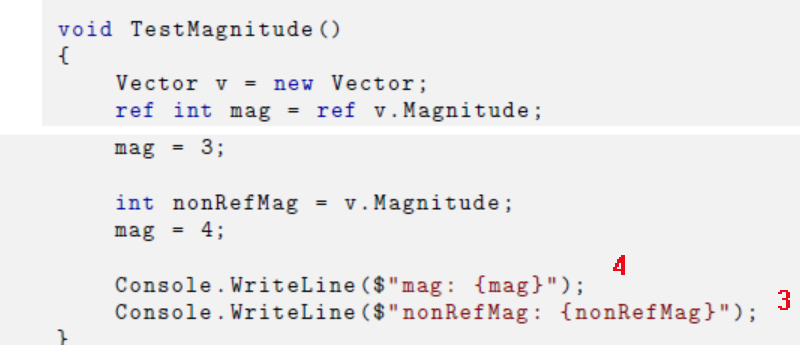 void TestMagnitude()
{
    Vector v = new Vector;
    ref int mag = ref v.Magnitude;
    mag = 3;

    int nonRefMag = v.Magnitude;
    mag = 4;

    Console.WriteLine($"mag: {mag}"); 4
    Console.WriteLine($"nonRefMag: {nonRefMag}"); 3
}